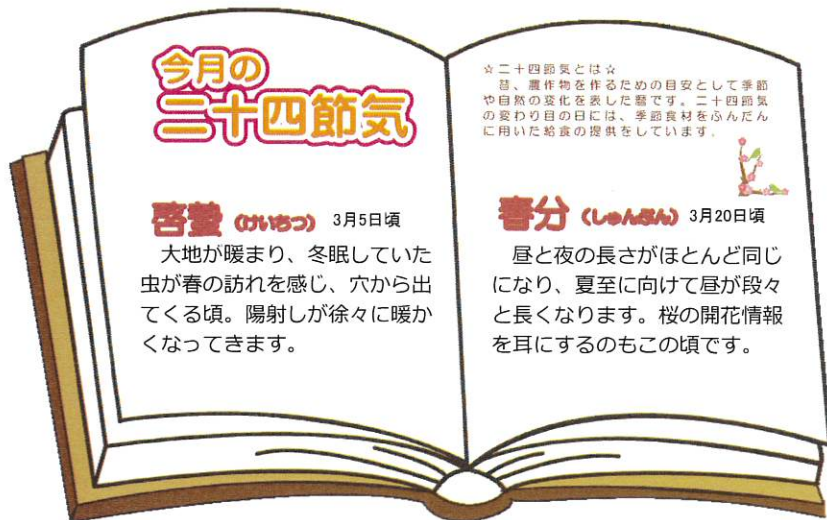 今月の
二十四節気
啓蟄 (けいちつ) 3月5日頃
大地が暖まり、冬眠していた
虫が春の訪れを感じ、穴から出
てくる頃。陽射しが徐々に暖か
くなってきます。
☆二十四節気とは☆
昔、農作物を作るための目安として季節
や自然の変化を表した暦です。二十四節気
の変わり目の日には、季節食材をふんだん
に用いた給食の提供をしています。
春分 (しゅんぶん) 3月20日頃
昼と夜の長さがほとんど同じ
になり、夏至に向けて昼が段々
と長くなります。桜の開花情報
を耳にするのもこの頃です。